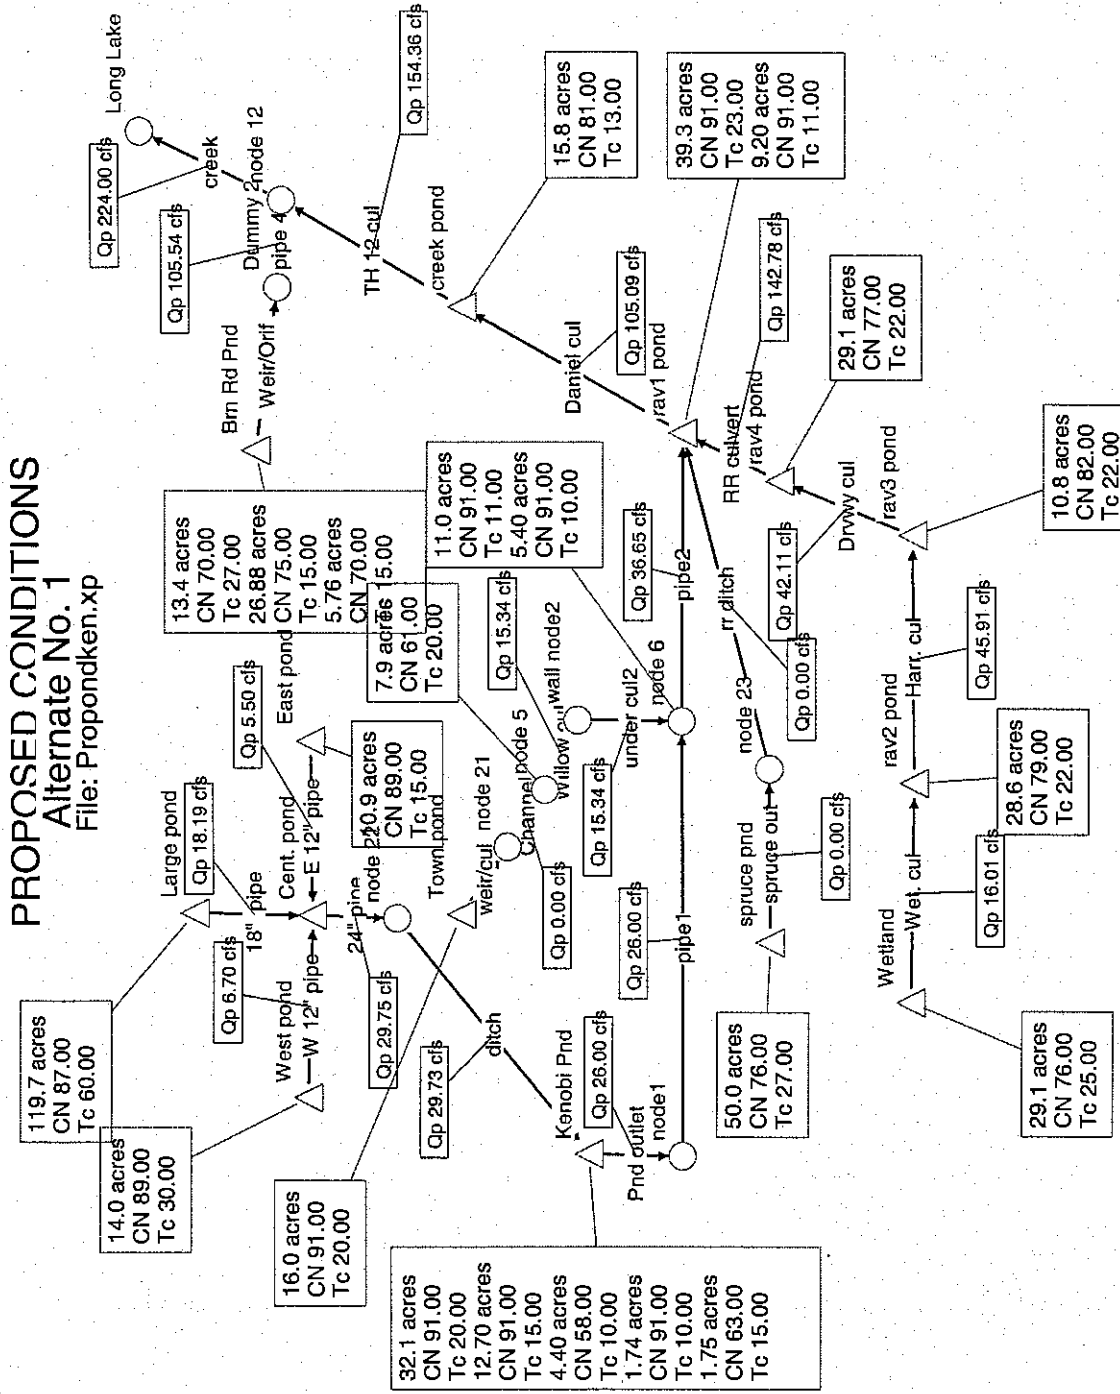 PROPOSED CONDITIONS
Alternate No. 1
File: Propondken.xp
119.7 acres
CN 87.00
Tc 60.00
14.0 acres
CN 89.00
Tc 30.00
16.0 acres
CN 91.00
Tc 20.00
32.1 acres
CN 91.00
Tc 20.00
12.70 acres
CN 91.00
Tc 15.00
4.40 acres
CN 58.00
Tc 10.00
1.74 acres
CN 91.00
Tc 10.00
1.75 acres
CN 63.00
Tc 15.00
Large pond
Qp 18.19 cfs
18" pipe
Qp 6.70 cfs
West pond
W 12" pipe
Cent. pond
E 12" pipe
East pond
Qp 5.50 cfs
24" pipe
node 22
Qp 29.75 cfs
ditch
Qp 29.73 cfs
Kenobi Pnd
Qp 26.00 cfs
Pnd outlet
node1
pipe1
Qp 26.00 cfs
10.9 acres
CN 89.00
Tc 15.00
Town pond
weir/cul
node 21
Channel
node 5
Qp 0.00 cfs
Willow cul
wall node2
Qp 15.34 cfs
under cul2
Qp 15.34 cfs
node 6
13.4 acres
CN 70.00
Tc 27.00
26.88 acres
CN 75.00
Tc 15.00
5.76 acres
CN 70.00
Tc 15.00
7.9 acres
CN 61.00
Tc 20.00
11.0 acres
CN 91.00
Tc 11.00
5.40 acres
CN 91.00
Tc 10.00
Brn Rd Pnd
Weir/Orif
Dummy 2
pipe 4
Qp 105.54 cfs
node 12
creek
Qp 224.00 cfs
Long Lake
TH 12 cul
Qp 154.36 cfs
creek pond
15.8 acres
CN 81.00
Tc 13.00
Daniel cul
Qp 105.09 cfs
rav1 pond
39.3 acres
CN 91.00
Tc 23.00
9.20 acres
CN 91.00
Tc 11.00
pipe2
Qp 36.65 cfs
rr ditch
Qp 0.00 cfs
node 23
spruce pnd
spruce out
Qp 0.00 cfs
50.0 acres
CN 76.00
Tc 27.00
RR culvert
Qp 142.78 cfs
rav4 pond
29.1 acres
CN 77.00
Tc 22.00
Drvwy cul
Qp 42.11 cfs
rav3 pond
10.8 acres
CN 82.00
Tc 22.00
Harr. cul
Qp 45.91 cfs
rav2 pond
28.6 acres
CN 79.00
Tc 22.00
Wet. cul
Qp 16.01 cfs
Wetland
29.1 acres
CN 76.00
Tc 25.00